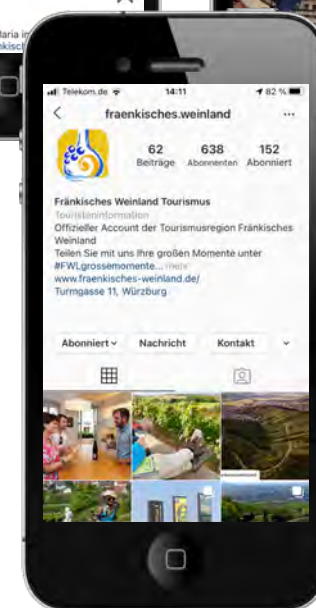 Maria in
Telekom.de 14:11 82 %
fraenkisches.weinland ...
62 638 152
Beiträge Abonnenten Abonniert
Fränkisches Weinland Tourismus
Touristeninformation
Offizieller Account der Tourismusregion Fränkisches
Weinland
Teilen Sie mit uns Ihre großen Momente unter
#FWLgrossemomente... mehr
www.fraenkisches-weinland.de/
Turmgasse 11, Würzburg
Abonniert Nachricht Kontakt